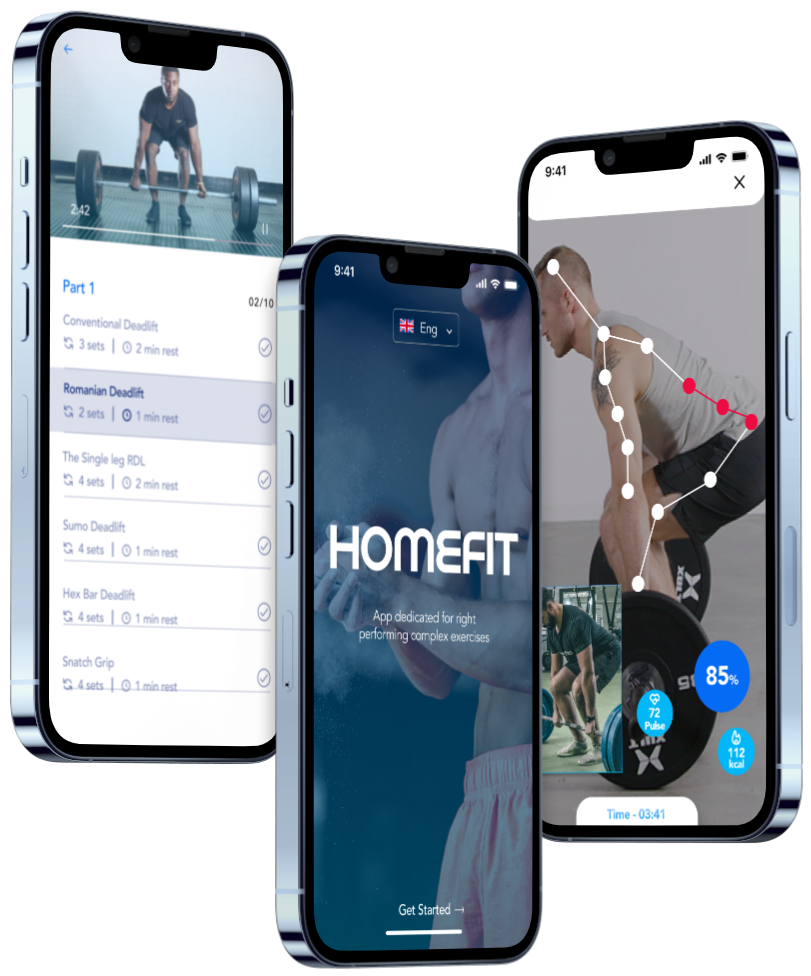 2:42
Part 1
02/10
Conventional Deadlift
3 sets | 2 min rest
Romanian Deadlift
2 sets | 1 min rest
The Single leg RDL
4 sets | 2 min rest
Sumo Deadlift
4 sets | 1 min rest
Hex Bar Deadlift
4 sets | 1 min rest
Snatch Grip
4 sets | 1 min rest
9:41
Eng
HOMEFIT
App dedicated for right
performing complex exercises
Get Started →
9:41
X
85%
72
Pulse
112
kcal
Time - 03:41